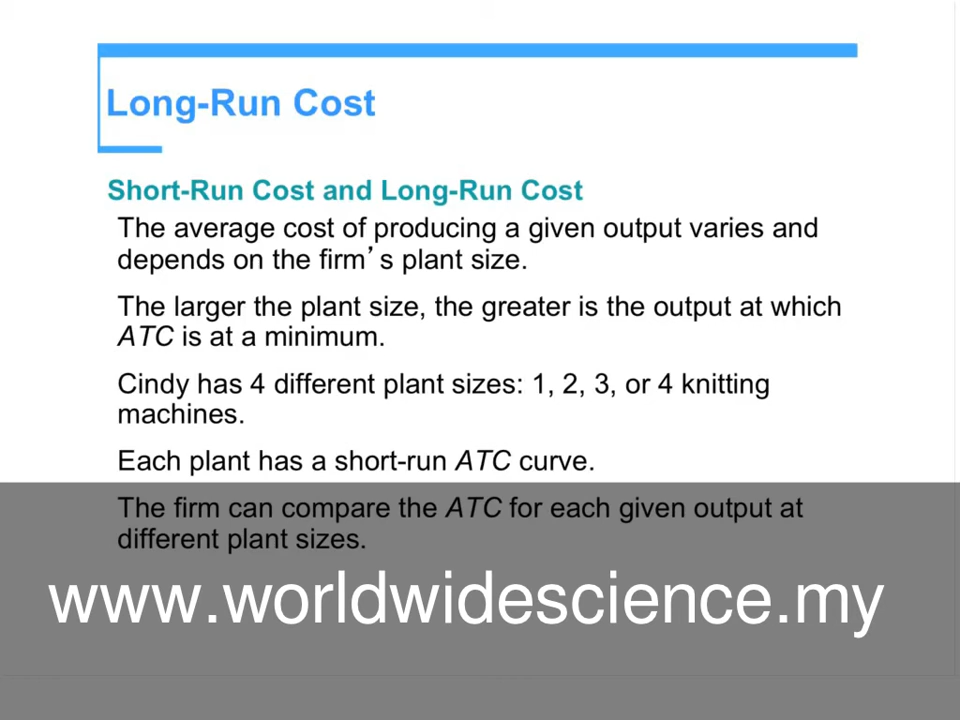 Long-Run Cost
Short-Run Cost and Long-Run Cost
The average cost of producing a given output varies and
depends on the firm’s plant size.
The larger the plant size, the greater is the output at which
ATC is at a minimum.
Cindy has 4 different plant sizes: 1, 2, 3, or 4 knitting
machines.
Each plant has a short-run ATC curve.
The firm can compare the ATC for each given output at
different plant sizes.
www.worldwidescience.my